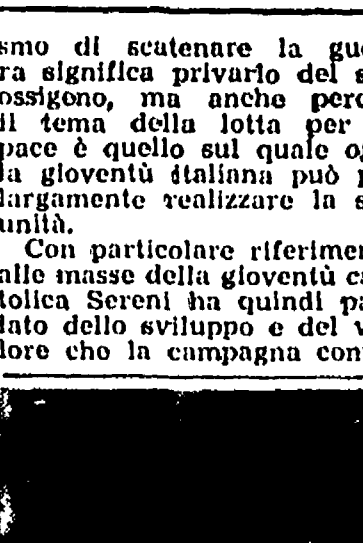 smo di scatenare la gue
ra significa privarlo del s
ossigeno, ma anche perc
il tema della lotta per
pace è quello sul quale o
la gioventù italiana può
largamente realizzare la s
unità.
Con particolare riferimen
alle masse della gioventù ca
tolica Sereni ha quindi pa
lato dello sviluppo e del v
lore che la campagna con